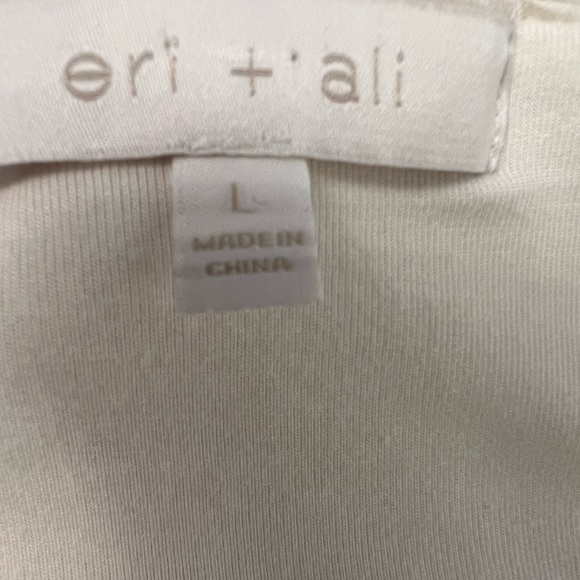 eri + ali
L
MADE IN
CHINA